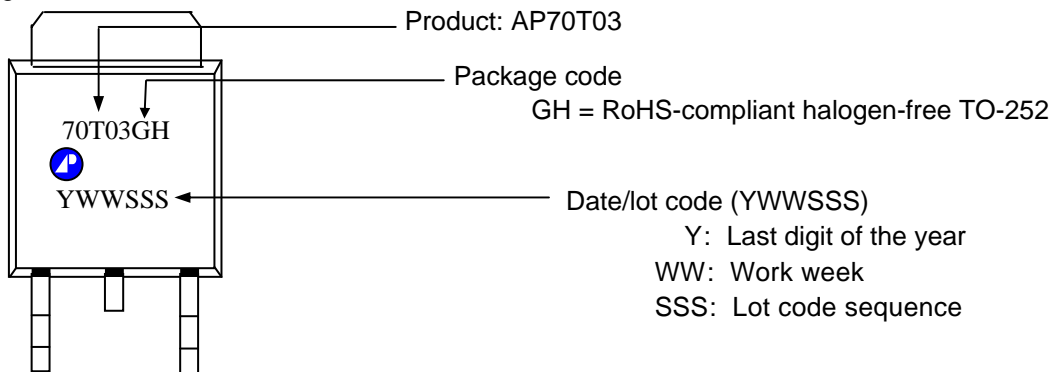 Product: AP70T03
Package code
GH = RoHS-compliant halogen-free TO-252
70T03GH
YWWSSS
Date/lot code (YWWSSS)
Y: Last digit of the year
WW: Work week
SSS: Lot code sequence